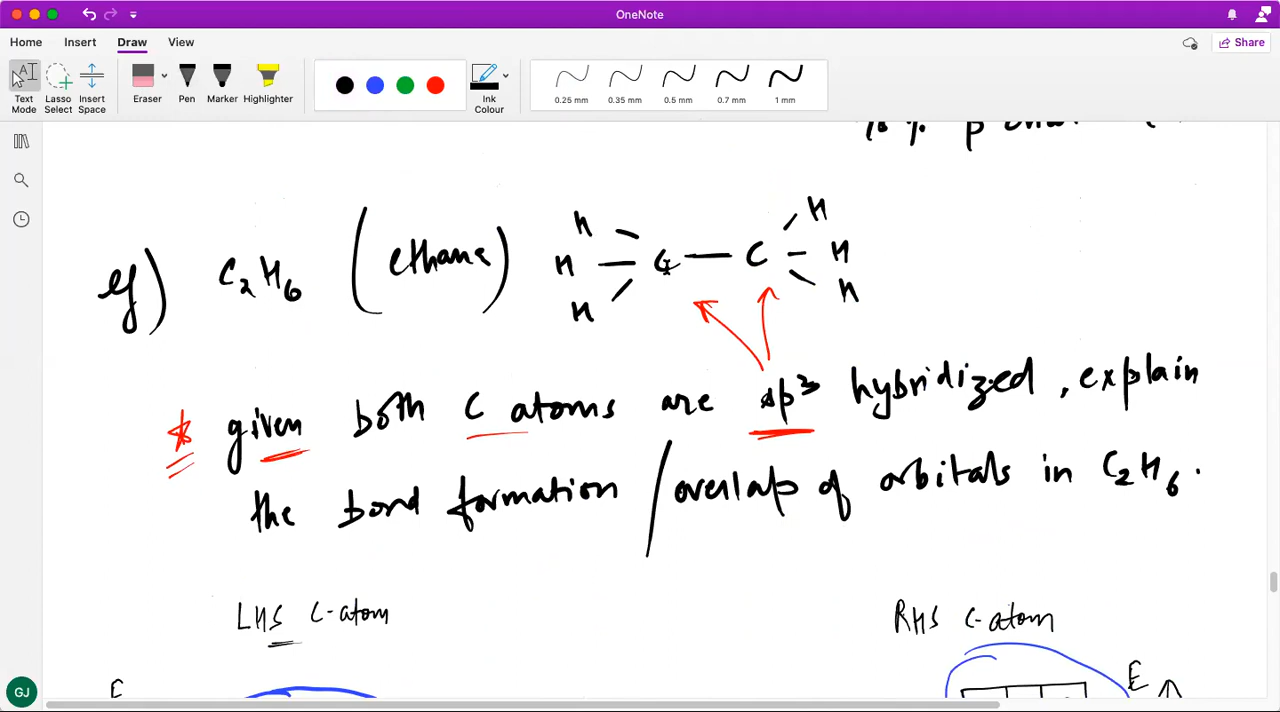 OneNote
Home Insert Draw View
Share
Text Mode
Lasso Select
Insert Space
Eraser
Pen
Marker
Highlighter
Ink Colour
0.25 mm
0.35 mm
0.5 mm
0.7 mm
1 mm
eg) C2H6 (ethane)
H H
H C C H
H H
* given both C atoms are sp3 hybridized, explain
the bond formation / overlap of orbitals in C2H6.
LHS C-atom RHS C-atom
E E
GJ